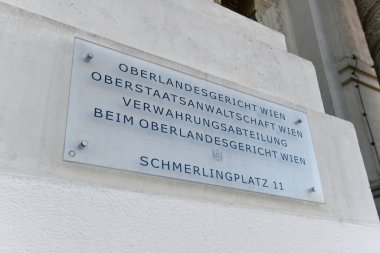 OBERLANDESGERICHT WIEN
OBERSTAATSANWALTSCHAFT WIEN
VERWAHRUNGSABTEILUNG
BEIM OBERLANDESGERICHT WIEN
SCHMERLINGPLATZ 11